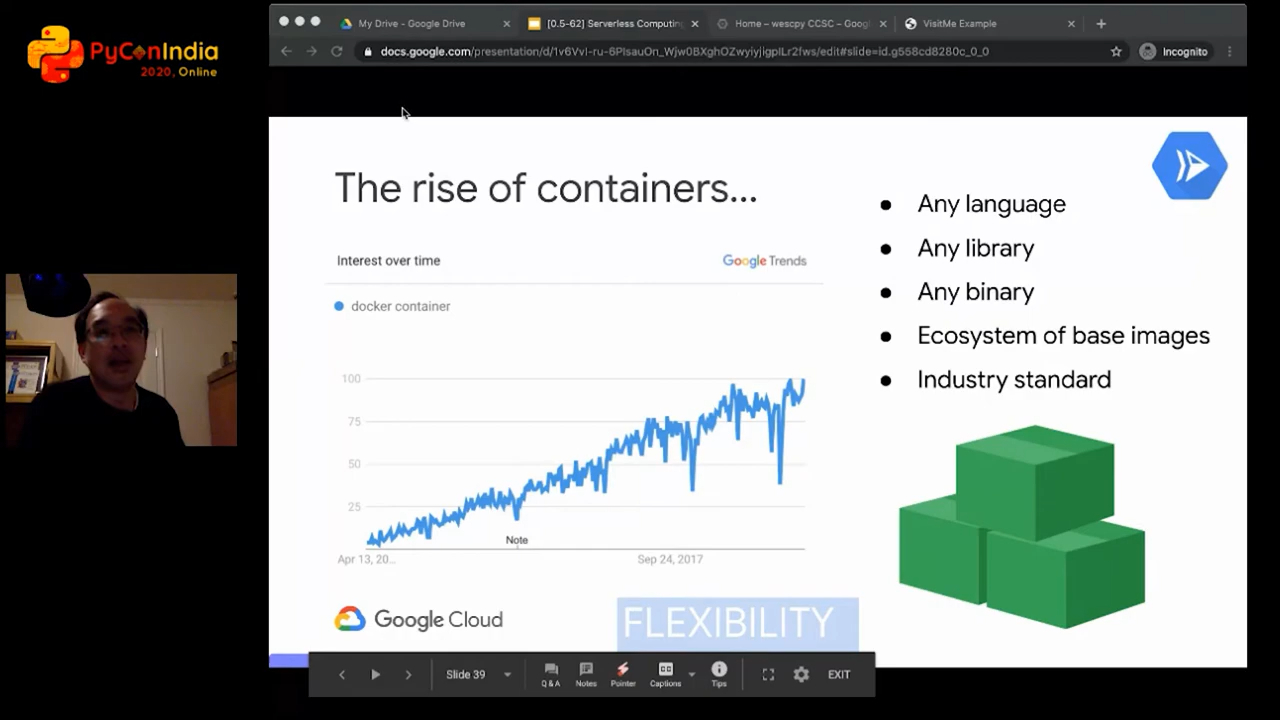 PyConIndia
2020, Online
My Drive - Google Drive
[0.5-62] Serverless Computing
Home – wescpy CCSC – Goog
VisitMe Example
docs.google.com/presentation/d/1v6VvI-ru-6PIsauOn_Wjw0BXghOZwyiyjigpILr2fws/edit#slide=id.g558cd8280c_0_0
Incognito
The rise of containers...
Interest over time
Google Trends
docker container
100
75
50
25
Note
Apr 13, 20...
Sep 24, 2017
Any language
Any library
Any binary
Ecosystem of base images
Industry standard
Google Cloud
FLEXIBILITY
Slide 39
Q & A
Notes
Pointer
Captions
Tips
EXIT